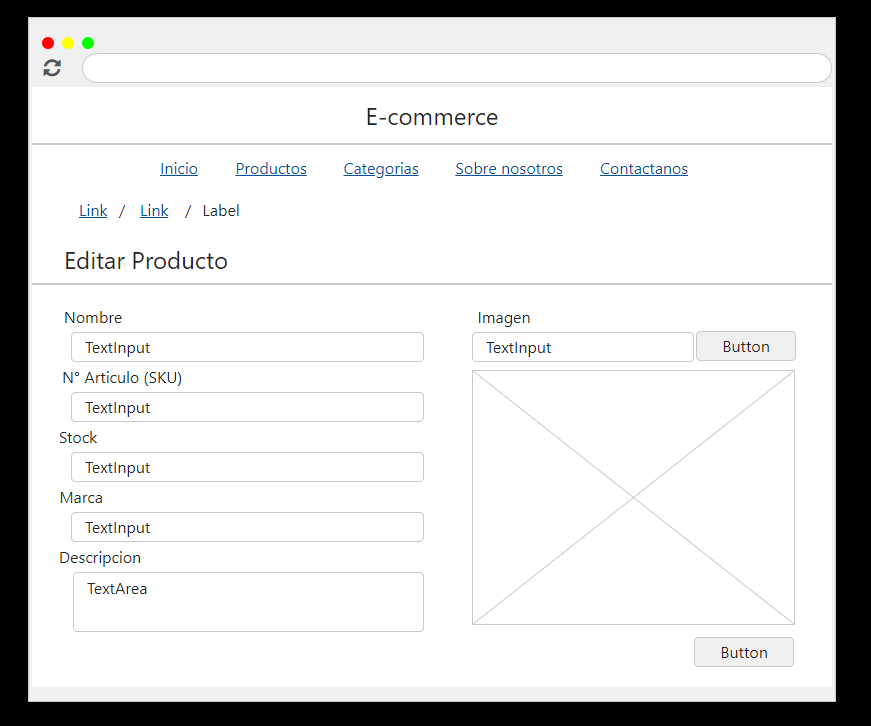 E-commerce
Inicio Productos Categorias Sobre nosotros Contactanos
Link / Link / Label
Editar Producto
Nombre
TextInput
N° Articulo (SKU)
TextInput
Stock
TextInput
Marca
TextInput
Descripcion
TextArea
Imagen
TextInput Button
Button